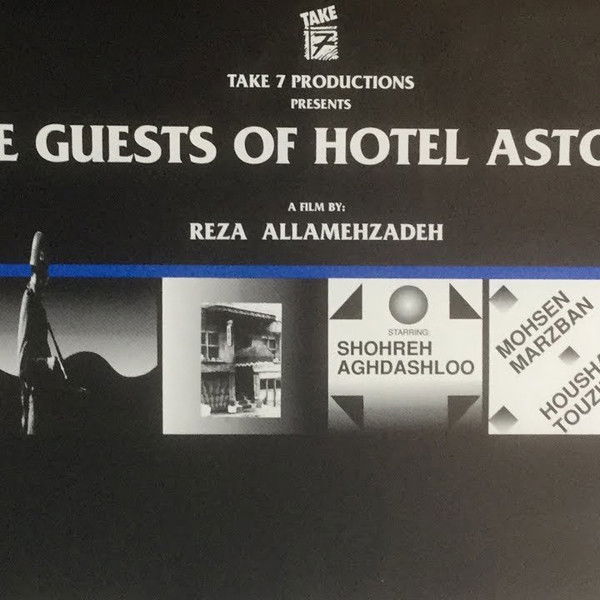 TAKE
7
TAKE 7 PRODUCTIONS
PRESENTS
E GUESTS OF HOTEL ASTO
A FILM BY:
REZA ALLAMEHZADEH
STARRING:
SHOHREH
AGHDASHLOO
MOHSEN
MARZBAN
HOUSHA
TOUZI